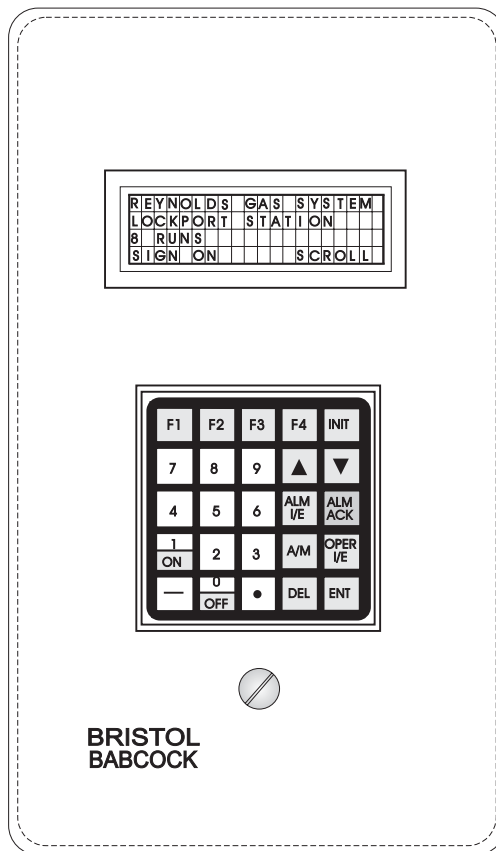 REYNOLDS GAS SYSTEM
LOCKPORT STATION
8 RUNS
SIGN ON SCROLL
F1 F2 F3 F4 INIT
7 8 9 ▲ ▼
4 5 6 ALM I/E ALM ACK
1 ON 2 3 A/M OPER I/E
— 0 OFF • DEL ENT
BRISTOL
BABCOCK